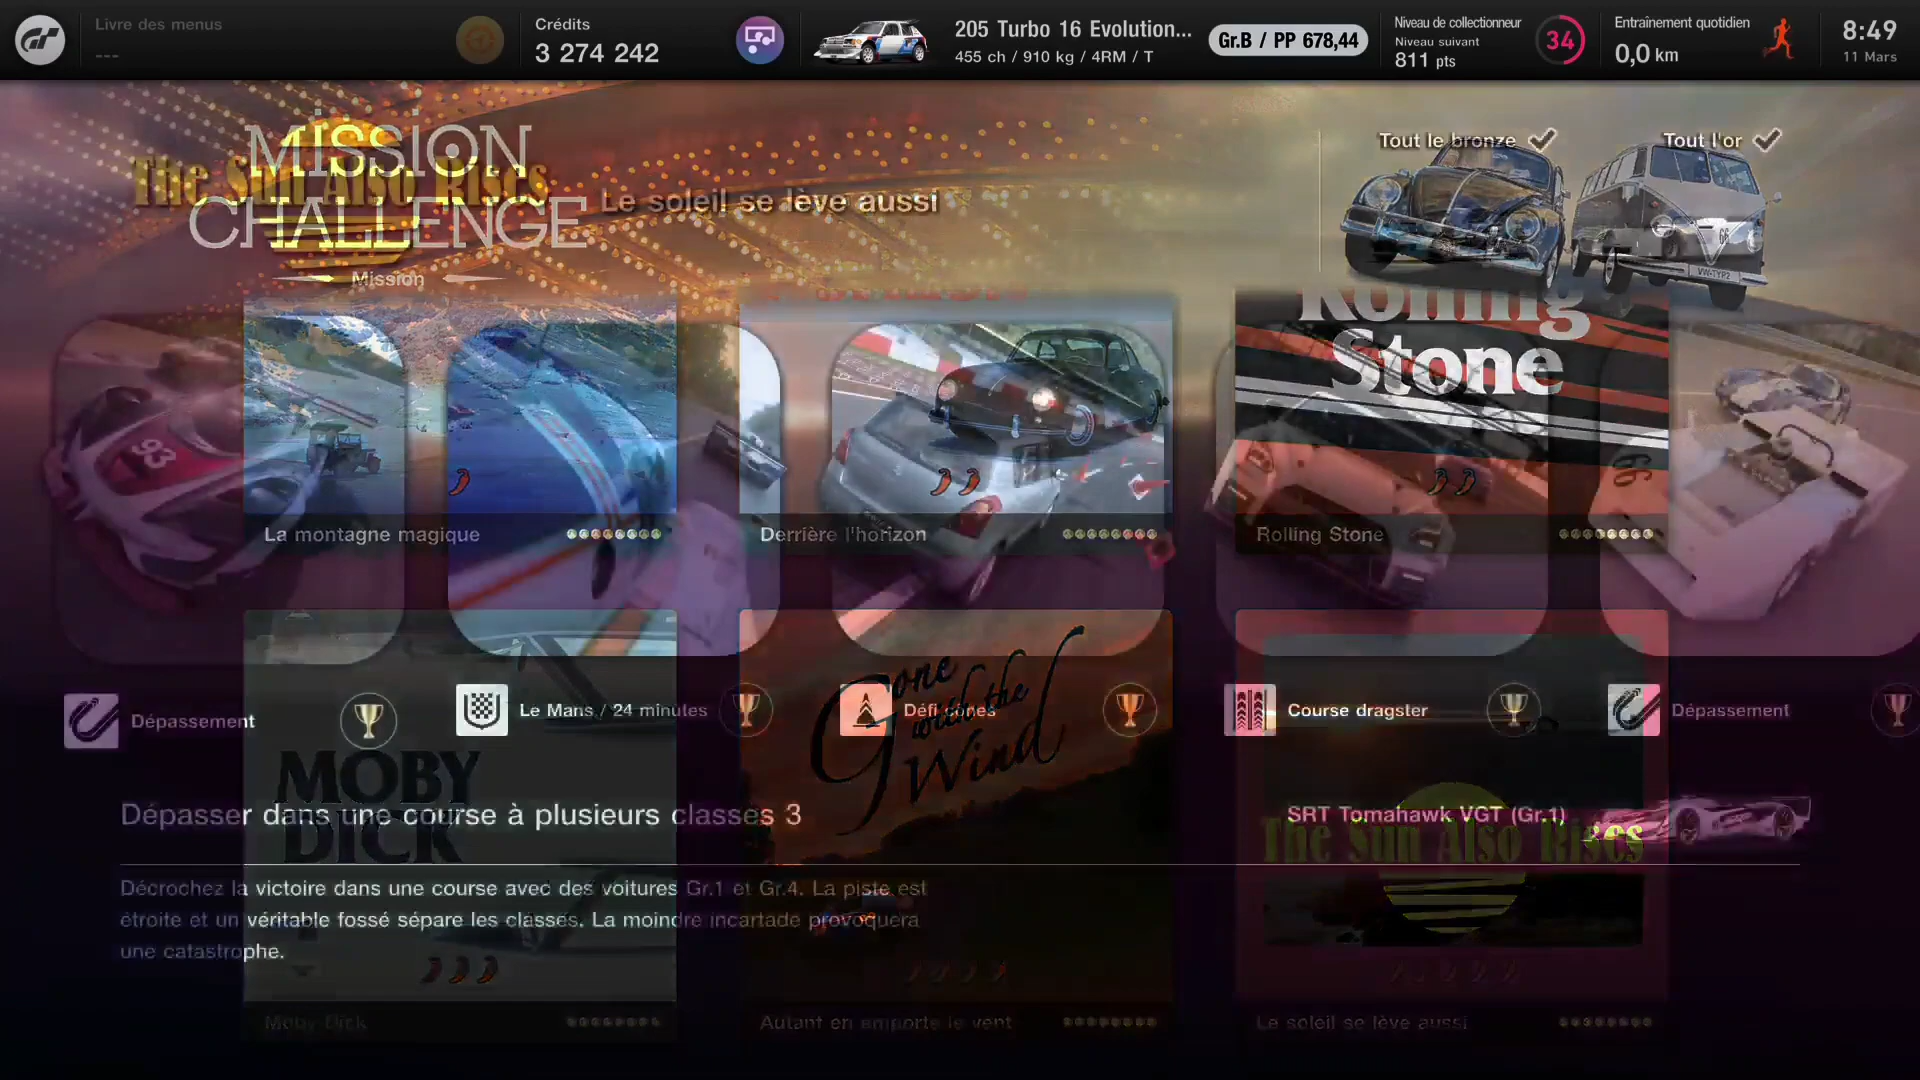 Livre des menus
---
Crédits
3 274 242
205 Turbo 16 Evolution...
455 ch / 910 kg / 4RM / T
Gr.B / PP 678,44
Niveau de collectionneur
Niveau suivant
811 pts
34
Entraînement quotidien
0,0 km
8:49
11 Mars
MISSION
CHALLENGE
The Sun Also Rises
Mission
Le soleil se lève aussi
Tout le bronze
Tout l'or
66
VW-TYP2
93
Rolling
Stone
La montagne magique
Derrière l'horizon
Rolling Stone
Dépassement
Le Mans / 24 minutes
Défi cônes
Course dragster
Dépassement
MOBY
DICK
Gone
with the
Wind
The Sun Also Rises
Dépasser dans une course à plusieurs classes 3
SRT Tomahawk VGT (Gr.1)
Décrochez la victoire dans une course avec des voitures Gr.1 et Gr.4. La piste est
étroite et un véritable fossé sépare les classes. La moindre incartade provoquera
une catastrophe.
Moby Dick
Autant en emporte le vent
Le soleil se lève aussi